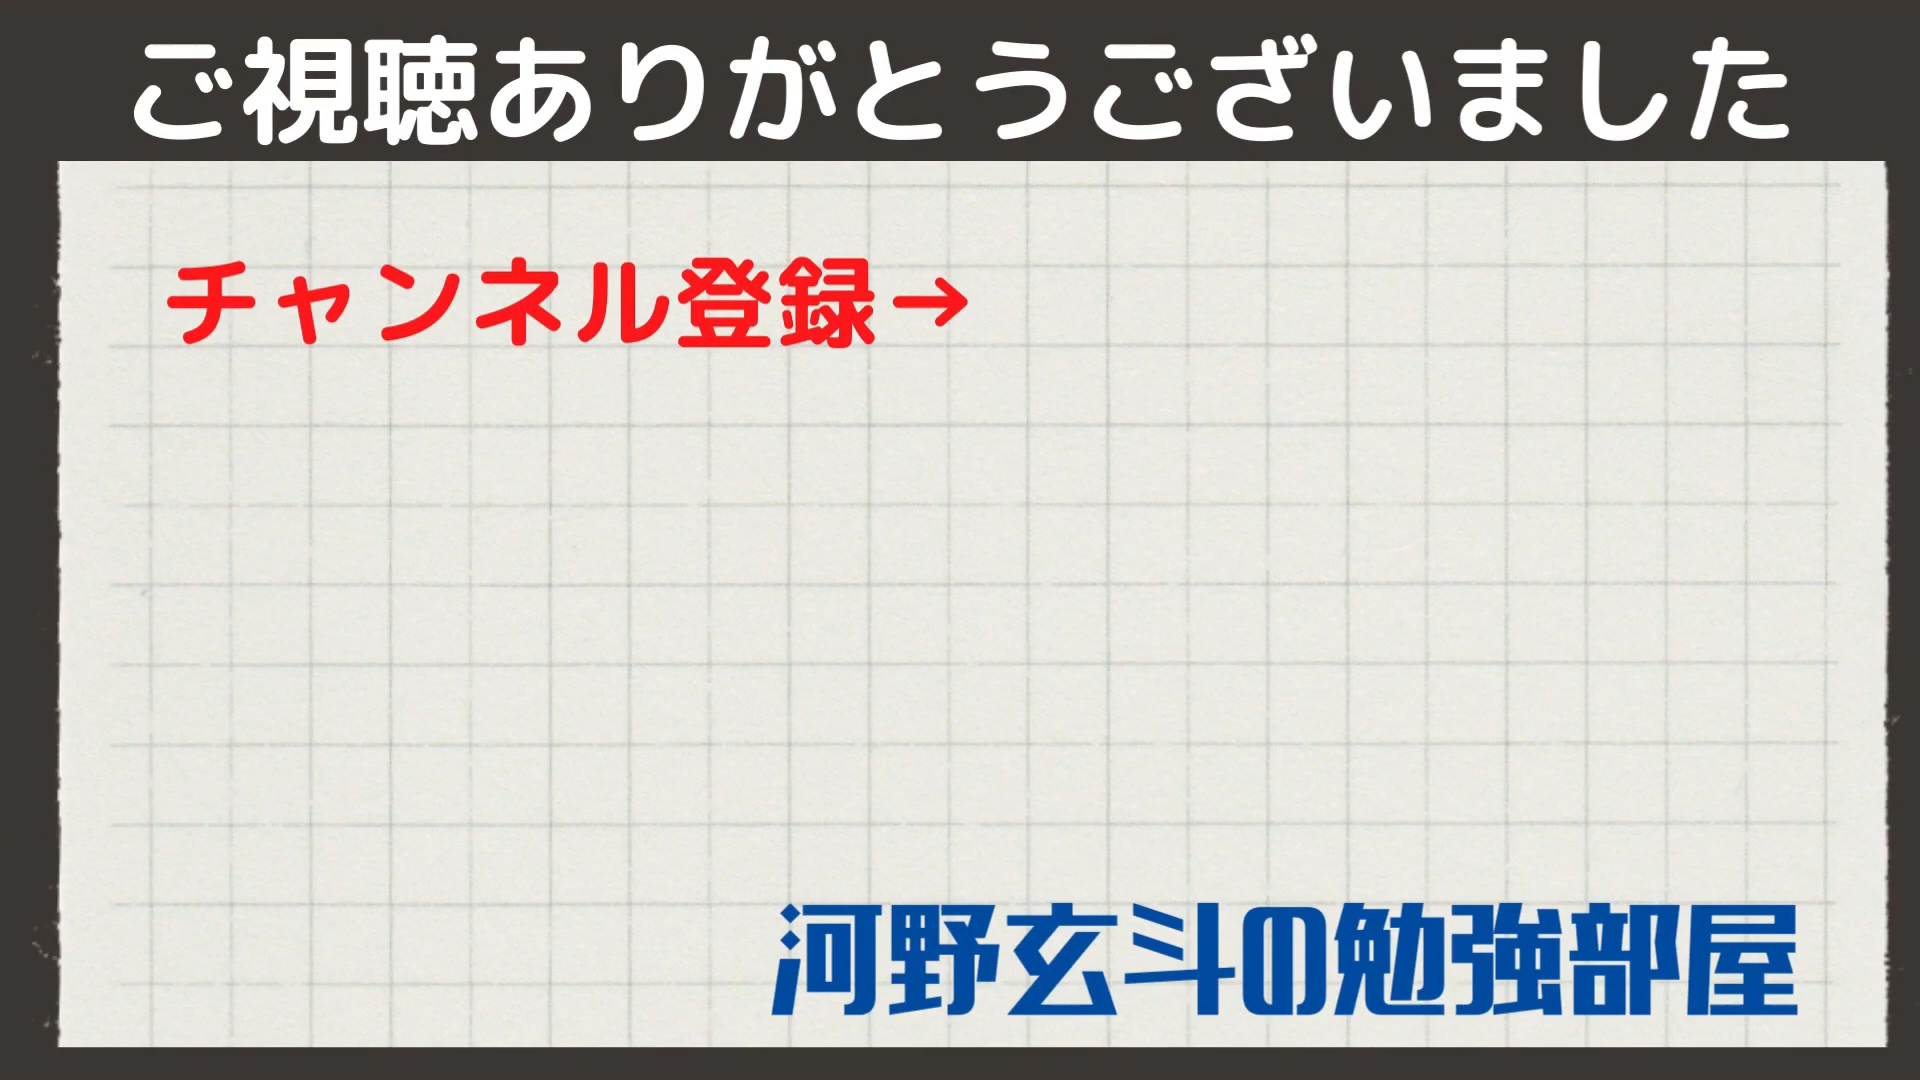 ご視聴ありがとうございました
チャンネル登録→
河野玄斗の勉強部屋